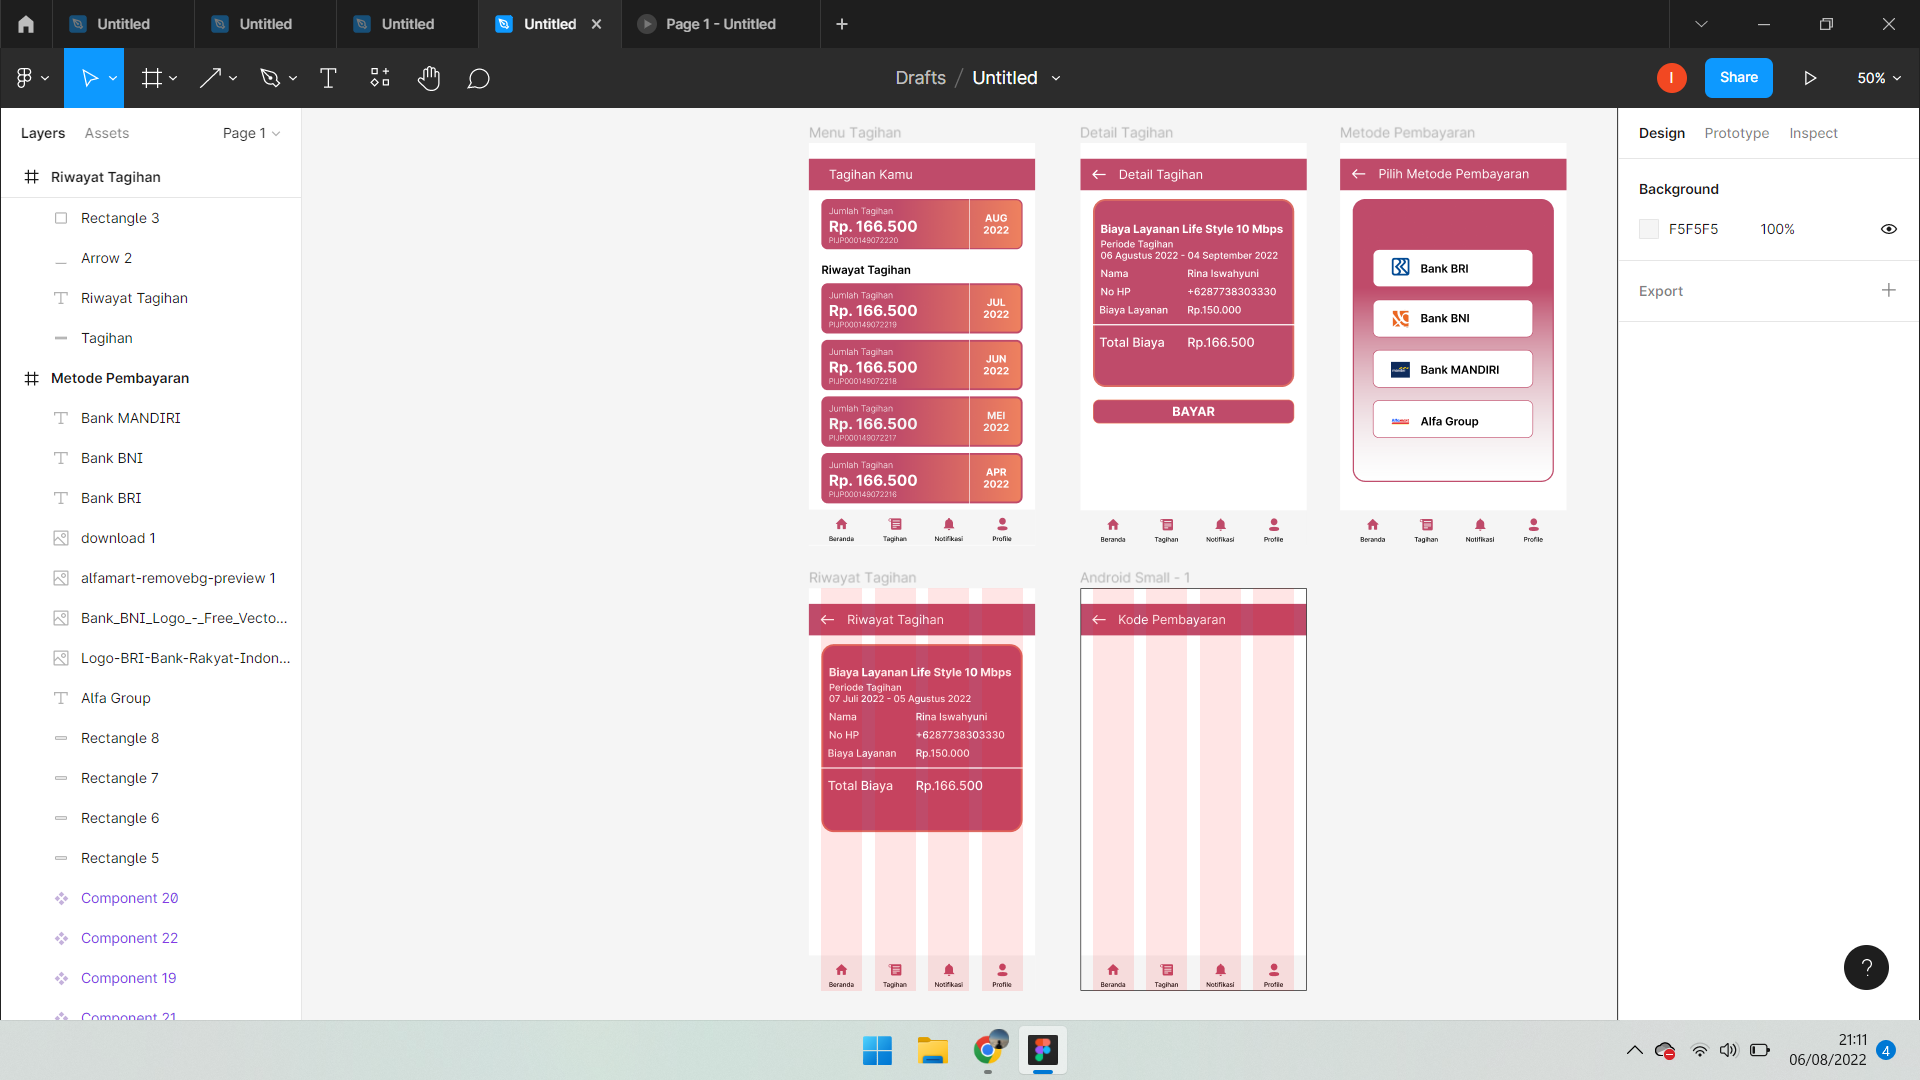 Untitled
Untitled
Untitled
Untitled
Page 1 - Untitled
Drafts / Untitled
I
Share
50%
Layers
Assets
Page 1
Riwayat Tagihan
Rectangle 3
Arrow 2
Riwayat Tagihan
Tagihan
Metode Pembayaran
Bank MANDIRI
Bank BNI
Bank BRI
download 1
alfamart-removebg-preview 1
Bank_BNI_Logo_-_Free_Vecto...
Logo-BRI-Bank-Rakyat-Indon...
Alfa Group
Rectangle 8
Rectangle 7
Rectangle 6
Rectangle 5
Component 20
Component 22
Component 19
Component 21
Menu Tagihan
Tagihan Kamu
Jumlah Tagihan
Rp. 166.500
PIJP000149072220
AUG
2022
Riwayat Tagihan
Jumlah Tagihan
Rp. 166.500
PIJP000149072219
JUL
2022
Jumlah Tagihan
Rp. 166.500
PIJP000149072218
JUN
2022
Jumlah Tagihan
Rp. 166.500
PIJP000149072217
MEI
2022
Jumlah Tagihan
Rp. 166.500
PIJP000149072216
APR
2022
Beranda
Tagihan
Notifikasi
Profile
Detail Tagihan
Detail Tagihan
Biaya Layanan Life Style 10 Mbps
Periode Tagihan
06 Agustus 2022 - 04 September 2022
Nama Rina Iswahyuni
No HP +6287738303330
Biaya Layanan Rp.150.000
Total Biaya Rp.166.500
BAYAR
Beranda
Tagihan
Notifikasi
Profile
Metode Pembayaran
Pilih Metode Pembayaran
Bank BRI
Bank BNI
Bank MANDIRI
Alfa Group
Beranda
Tagihan
Notifikasi
Profile
Riwayat Tagihan
Riwayat Tagihan
Biaya Layanan Life Style 10 Mbps
Periode Tagihan
07 Juli 2022 - 05 Agustus 2022
Nama Rina Iswahyuni
No HP +6287738303330
Biaya Layanan Rp.150.000
Total Biaya Rp.166.500
Beranda
Tagihan
Notifikasi
Profile
Android Small - 1
Kode Pembayaran
Beranda
Tagihan
Notifikasi
Profile
Design
Prototype
Inspect
Background
F5F5F5
100%
Export
?
21:11
06/08/2022
4